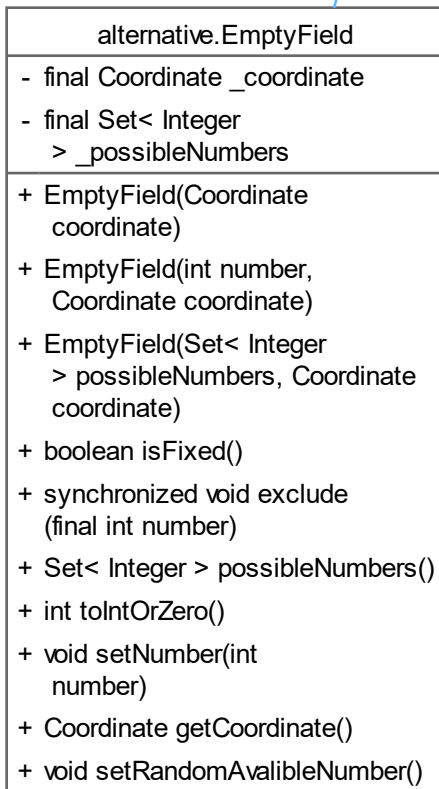 alternative.EmptyField
- final Coordinate _coordinate
- final Set< Integer
> _possibleNumbers
+ EmptyField(Coordinate
coordinate)
+ EmptyField(int number,
Coordinate coordinate)
+ EmptyField(Set< Integer
> possibleNumbers, Coordinate
coordinate)
+ boolean isFixed()
+ synchronized void exclude
(final int number)
+ Set< Integer > possibleNumbers()
+ int toIntOrZero()
+ void setNumber(int
number)
+ Coordinate getCoordinate()
+ void setRandomAvalibleNumber()